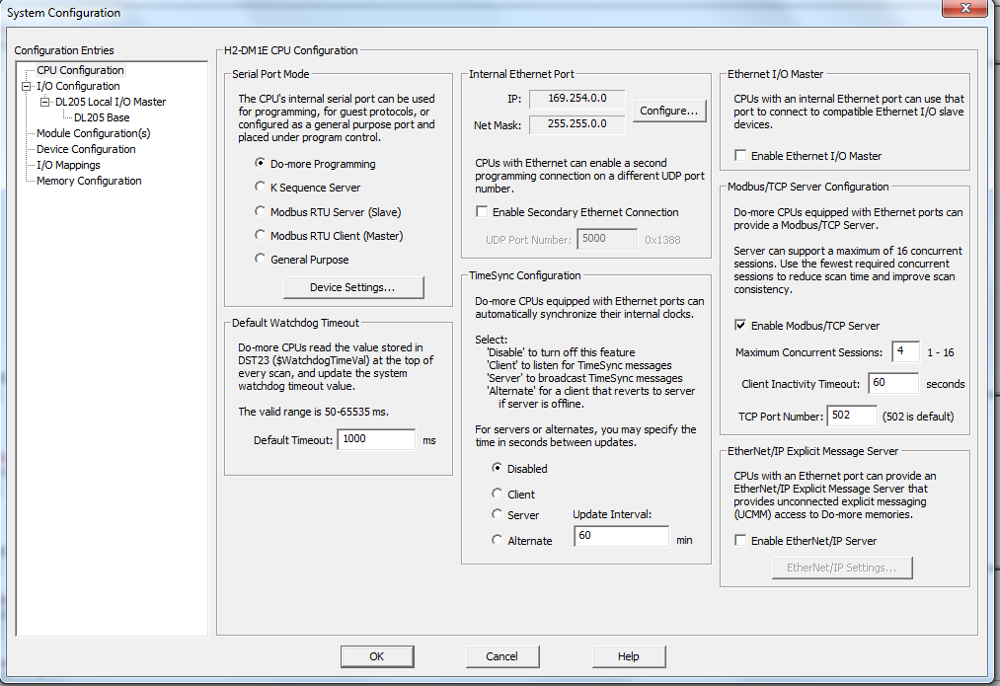 System Configuration
Configuration Entries
CPU Configuration
I/O Configuration
DL205 Local I/O Master
DL205 Base
Module Configuration(s)
Device Configuration
I/O Mappings
Memory Configuration
H2-DM1E CPU Configuration
Serial Port Mode
The CPU's internal serial port can be used
for programming, for guest protocols, or
configured as a general purpose port and
placed under program control.
Do-more Programming
K Sequence Server
Modbus RTU Server (Slave)
Modbus RTU Client (Master)
General Purpose
Device Settings...
Default Watchdog Timeout
Do-more CPUs read the value stored in
DST23 ($WatchdogTimeVal) at the top of
every scan, and update the system
watchdog timeout value.
The valid range is 50-65535 ms.
Default Timeout: 1000 ms
Internal Ethernet Port
IP: 169.254.0.0
Net Mask: 255.255.0.0
Configure...
CPUs with Ethernet can enable a second
programming connection on a different UDP port
number.
Enable Secondary Ethernet Connection
UDP Port Number: 5000 0x1388
TimeSync Configuration
Do-more CPUs equipped with Ethernet ports can
automatically synchronize their internal clocks.
Select:
'Disable' to turn off this feature
'Client' to listen for TimeSync messages
'Server' to broadcast TimeSync messages
'Alternate' for a client that reverts to server
if server is offline.
For servers or alternates, you may specify the
time in seconds between updates.
Disabled
Client
Server
Alternate
Update Interval:
60 min
Ethernet I/O Master
CPUs with an internal Ethernet port can use that
port to connect to compatible Ethernet I/O slave
devices.
Enable Ethernet I/O Master
Modbus/TCP Server Configuration
Do-more CPUs equipped with Ethernet ports can
provide a Modbus/TCP Server.
Server can support a maximum of 16 concurrent
sessions. Use the fewest required concurrent
sessions to reduce scan time and improve scan
consistency.
Enable Modbus/TCP Server
Maximum Concurrent Sessions: 4 1 - 16
Client Inactivity Timeout: 60 seconds
TCP Port Number: 502 (502 is default)
EtherNet/IP Explicit Message Server
CPUs with an Ethernet port can provide an
EtherNet/IP Explicit Message Server that
provides unconnected explicit messaging
(UCMM) access to Do-more memories.
Enable EtherNet/IP Server
EtherNet/IP Settings...
OK
Cancel
Help